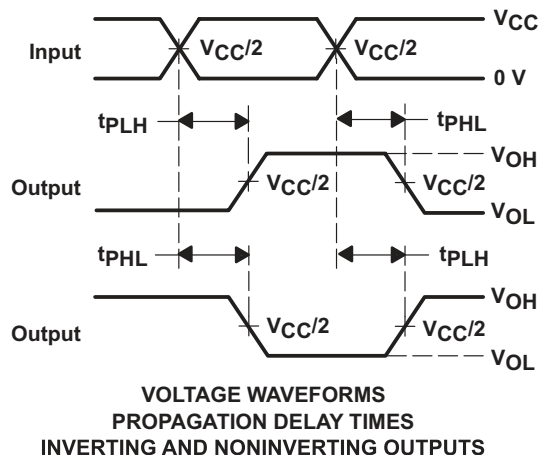 VCC
Input VCC/2 VCC/2
0 V
tPLH tPHL
VOH
Output VCC/2 VCC/2
VOL
tPHL tPLH
VOH
Output VCC/2 VCC/2
VOL
VOLTAGE WAVEFORMS
PROPAGATION DELAY TIMES
INVERTING AND NONINVERTING OUTPUTS